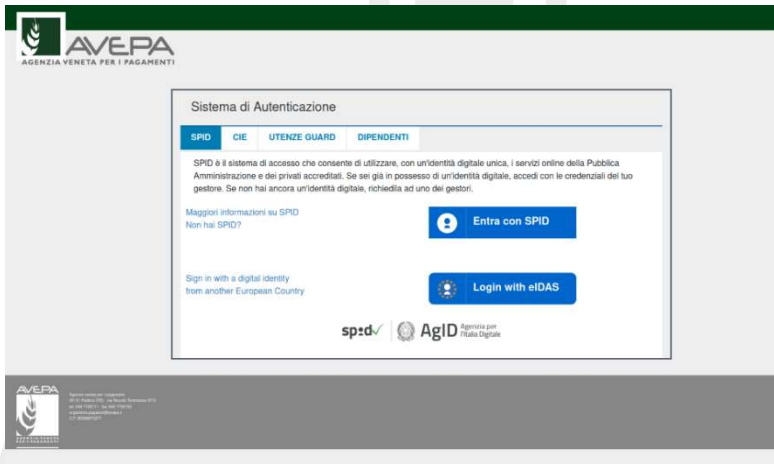 AVEPA
AGENZIA VENETA PER I PAGAMENTI
Sistema di Autenticazione
SPID CIE UTENZE GUARD DIPENDENTI
SPID è il sistema di accesso che consente di utilizzare, con un'identità digitale unica, i servizi online della Pubblica
Amministrazione e dei privati accreditati. Se sei già in possesso di un'identità digitale, accedi con le credenziali del tuo
gestore. Se non hai ancora un'identità digitale, richiedila ad uno dei gestori.
Maggiori informazioni su SPID
Non hai SPID?
Entra con SPID
Sign in with a digital identity
from another European Country
Login with eIDAS
spid AgID Agenzia per
l'Italia Digitale
AVEPA
AGENZIA VENETA
PER I PAGAMENTI